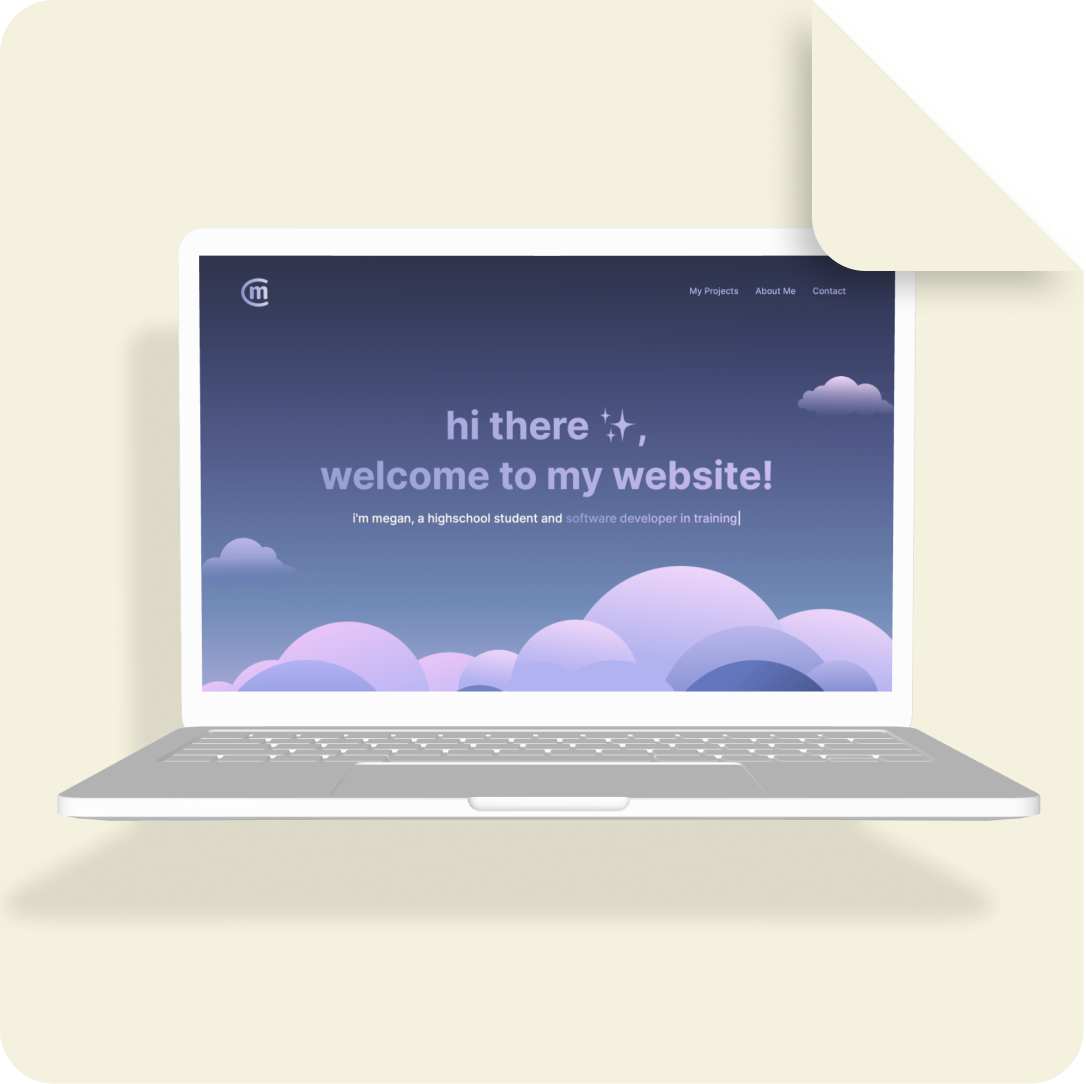 m
My Projects About Me Contact
hi there ✨,
welcome to my website!
i'm megan, a highschool student and software developer in training|